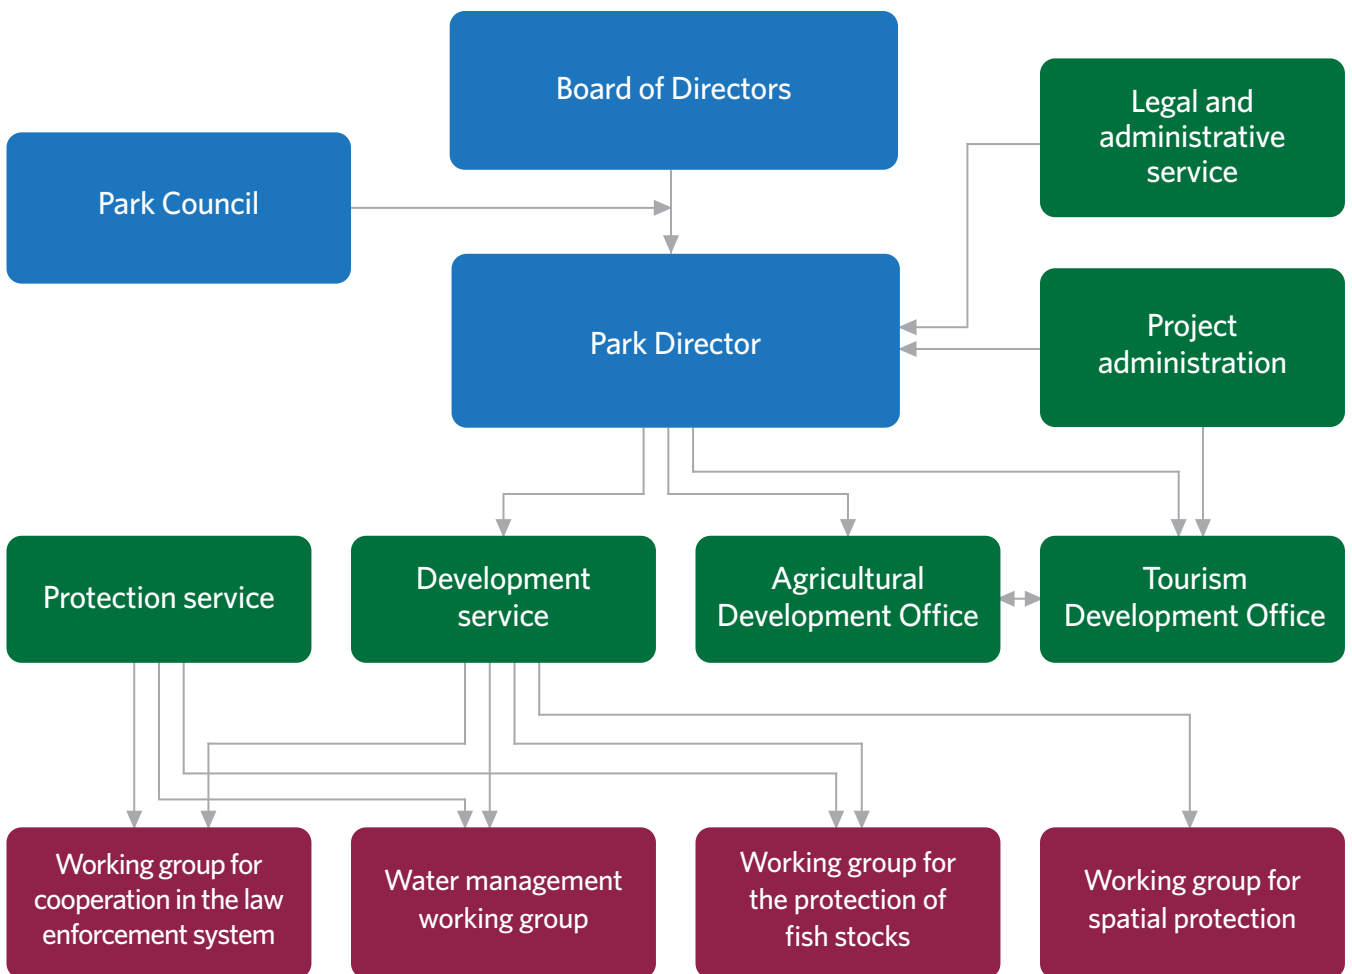 Board of Directors
Legal and
administrative
service
Park Council
Park Director
Project
administration
Protection service
Development
service
Agricultural
Development Office
Tourism
Development Office
Working group for
cooperation in the law
enforcement system
Water management
working group
Working group for
the protection of
fish stocks
Working group for
spatial protection